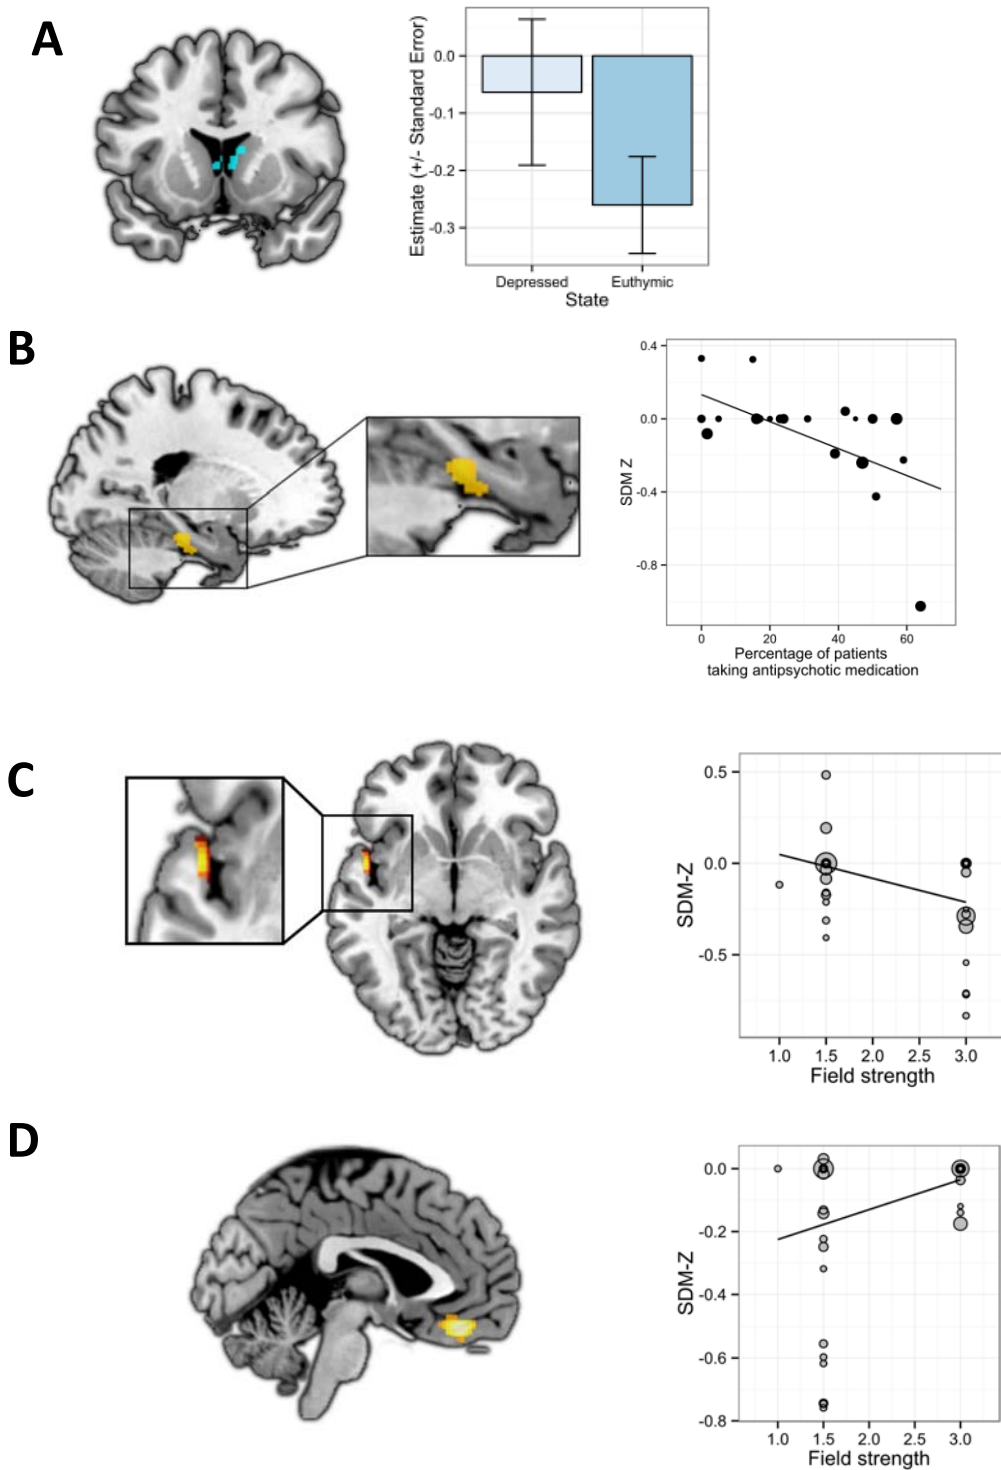 A
Estimate (+/- Standard Error)
0.0
-0.1
-0.2
-0.3
Depressed
Euthymic
State
B
SDM Z
0.4
0.0
-0.4
-0.8
0
20
40
60
Percentage of patients
taking antipsychotic medication
C
SDM-Z
0.5
0.0
-0.5
1.0
1.5
2.0
2.5
3.0
Field strength
D
SDM-Z
0.0
-0.2
-0.4
-0.6
-0.8
1.0
1.5
2.0
2.5
3.0
Field strength